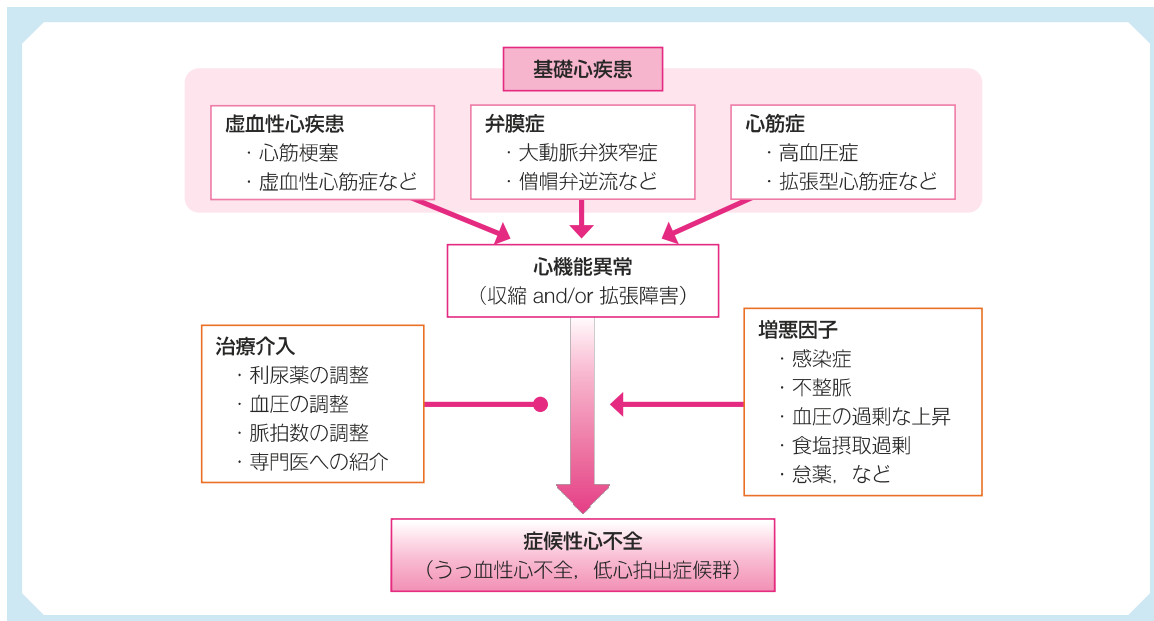 基礎心疾患
虚血性心疾患
・心筋梗塞
・虚血性心筋症など
弁膜症
・大動脈弁狭窄症
・僧帽弁逆流など
心筋症
・高血圧症
・拡張型心筋症など
心機能異常
（収縮 and/or 拡張障害）
治療介入
・利尿薬の調整
・血圧の調整
・脈拍数の調整
・専門医への紹介
増悪因子
・感染症
・不整脈
・血圧の過剰な上昇
・食塩摂取過剰
・怠薬，など
症候性心不全
（うっ血性心不全，低心拍出症候群）